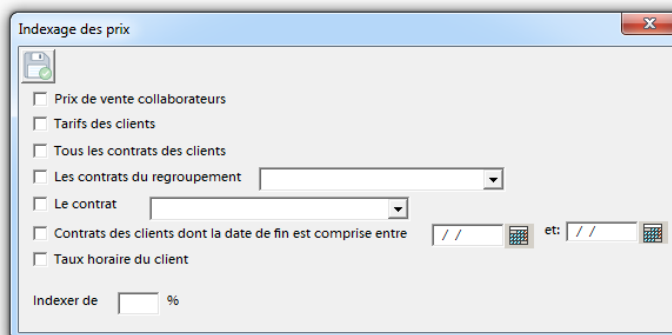 Indexage des prix
Prix de vente collaborateurs
Tarifs des clients
Tous les contrats des clients
Les contrats du regroupement
Le contrat
Contrats des clients dont la date de fin est comprise entre / / et: / /
Taux horaire du client
Indexer de %